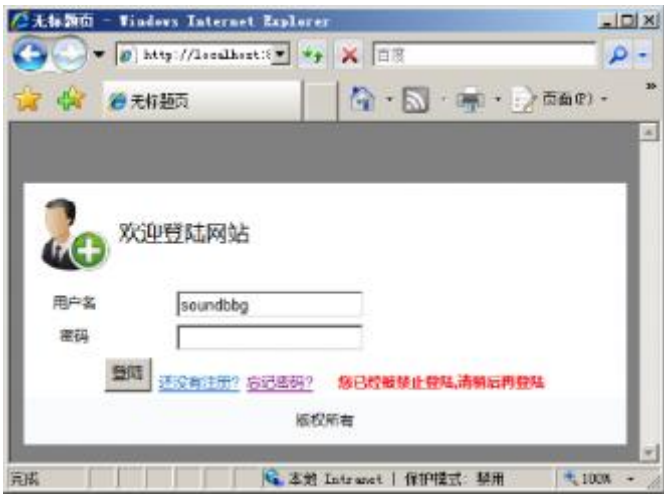 无标题页 - Windows Internet Explorer
http://localhost:8
百度
无标题页
页面(P)
»
欢迎登陆网站
用户名 soundbbg
密码
登陆 还没有注册? 忘记密码? 您已经被禁止登陆,请稍后再登陆
版权所有
完成 本地 Intranet | 保护模式: 禁用 100%